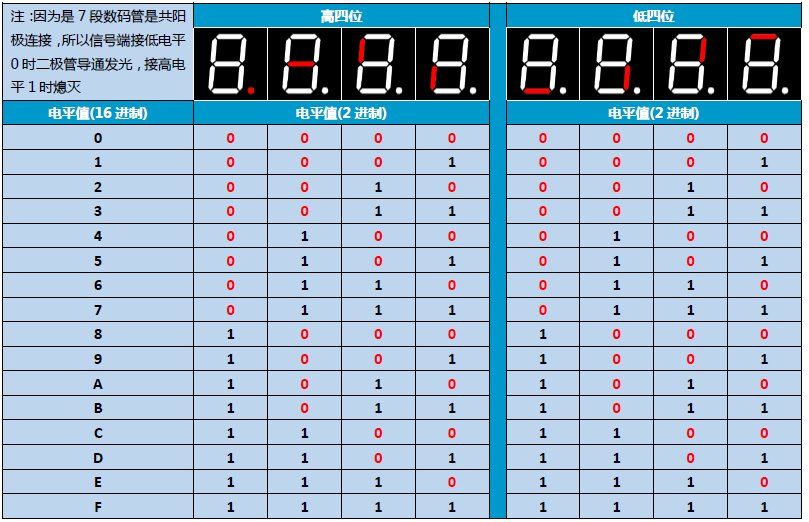 注:因为是7段数码管是共阳
极连接,所以信号端接低电平
0时二极管导通发光,接高电
平1时熄灭
高四位 低四位
电平值(16进制) 电平值(2进制) 电平值(2进制)
0 0 0 0 0 0 0 0 0
1 0 0 0 1 0 0 0 1
2 0 0 1 0 0 0 1 0
3 0 0 1 1 0 0 1 1
4 0 1 0 0 0 1 0 0
5 0 1 0 1 0 1 0 1
6 0 1 1 0 0 1 1 0
7 0 1 1 1 0 1 1 1
8 1 0 0 0 1 0 0 0
9 1 0 0 1 1 0 0 1
A 1 0 1 0 1 0 1 0
B 1 0 1 1 1 0 1 1
C 1 1 0 0 1 1 0 0
D 1 1 0 1 1 1 0 1
E 1 1 1 0 1 1 1 0
F 1 1 1 1 1 1 1 1